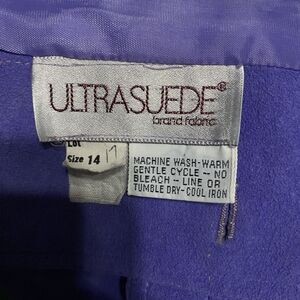 ULTRASUEDE®
brand fabric
Lot
Size 14
MACHINE WASH-WARM
GENTLE CYCLE - NO
BLEACH - LINE OR
TUMBLE DRY-COOL IRON